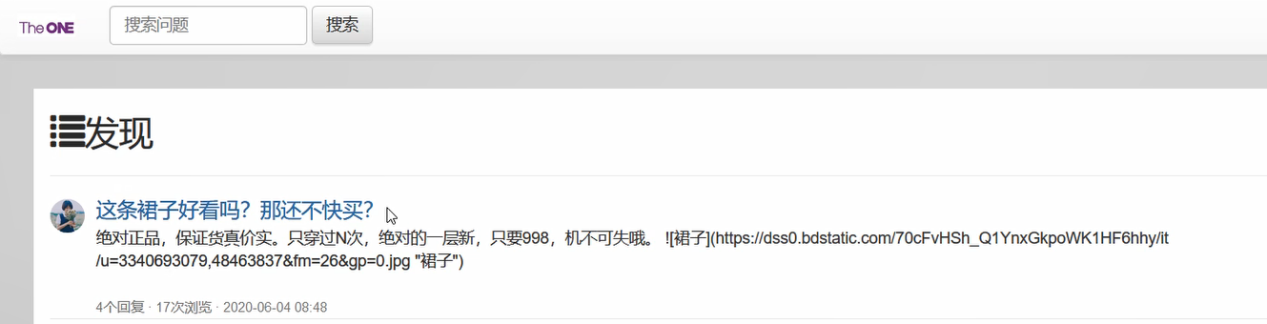 The ONE 搜索问题 搜索
发现
这条裙子好看吗？那还不快买？
绝对正品，保证货真价实。只穿过N次，绝对的一层新，只要998，机不可失哦。 ![裙子](https://dss0.bdstatic.com/70cFvHSh_Q1YnxGkpoWK1HF6hhy/it
/u=3340693079,48463837&fm=26&gp=0.jpg "裙子")
4个回复 · 17次浏览 · 2020-06-04 08:48